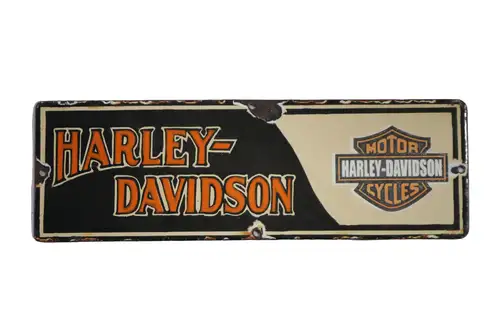 HARLEY-
DAVIDSON
MOTOR
HARLEY-DAVIDSON
CYCLES